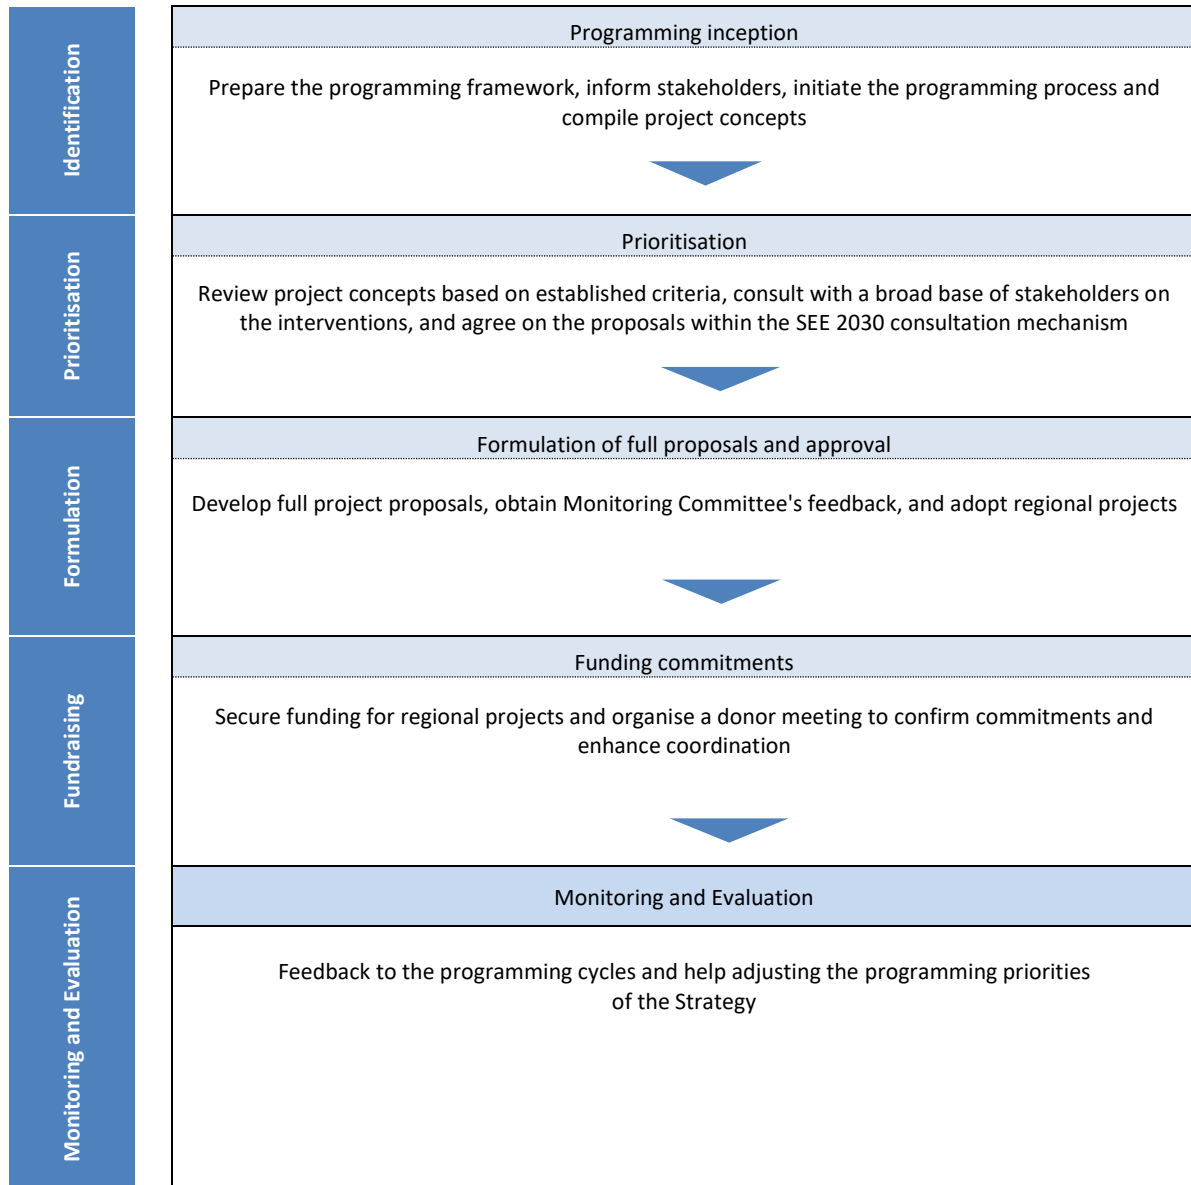 Identification
Programming inception
Prepare the programming framework, inform stakeholders, initiate the programming process and
compile project concepts
Prioritisation
Prioritisation
Review project concepts based on established criteria, consult with a broad base of stakeholders on
the interventions, and agree on the proposals within the SEE 2030 consultation mechanism
Formulation
Formulation of full proposals and approval
Develop full project proposals, obtain Monitoring Committee's feedback, and adopt regional projects
Fundraising
Funding commitments
Secure funding for regional projects and organise a donor meeting to confirm commitments and
enhance coordination
Monitoring and Evaluation
Monitoring and Evaluation
Feedback to the programming cycles and help adjusting the programming priorities
of the Strategy